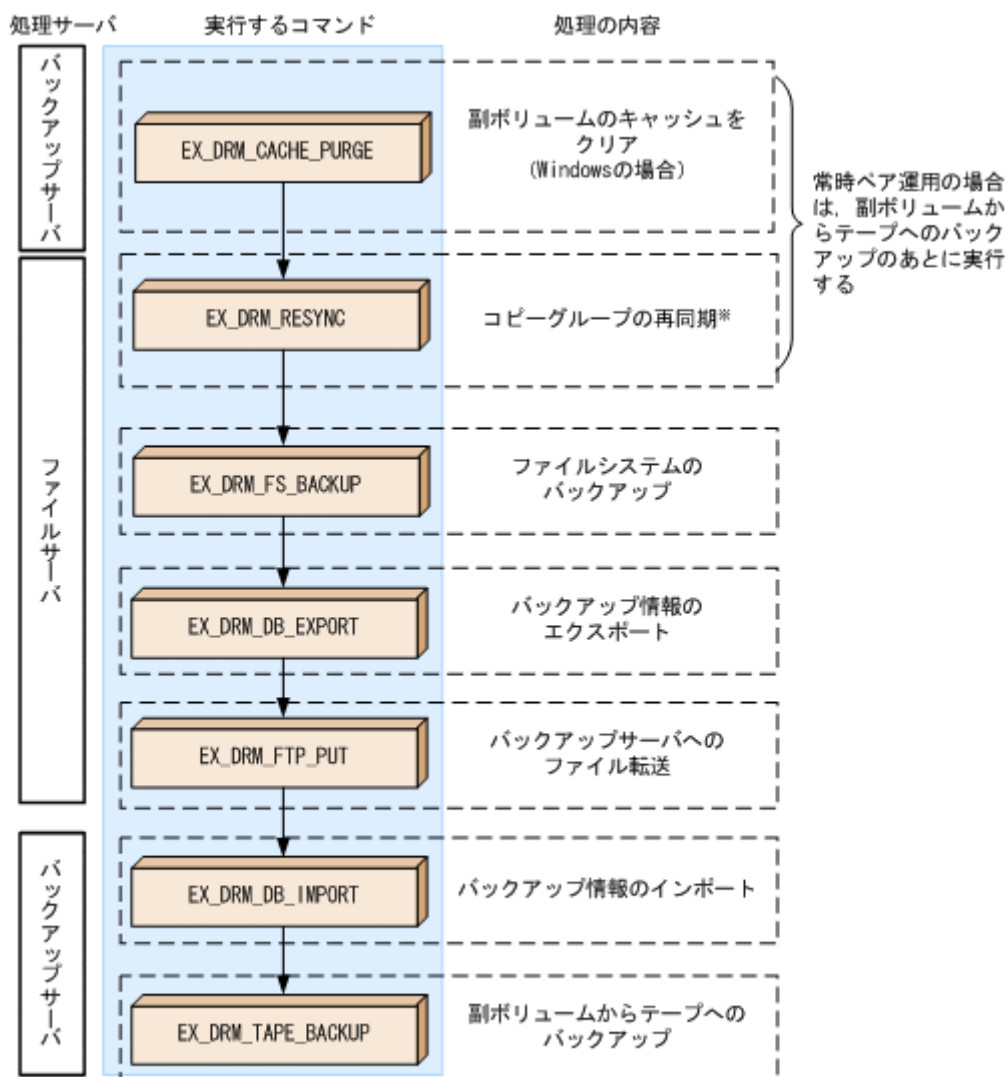 処理サーバ
実行するコマンド
処理の内容
バックアップサーバ
EX_DRM_CACHE_PURGE
副ボリュームのキャッシュを
クリア
(Windowsの場合)
常時ペア運用の場合
は，副ボリュームか
らテープへのバック
アップのあとに実行
する
ファイルサーバ
EX_DRM_RESYNC
コピーグループの再同期※
EX_DRM_FS_BACKUP
ファイルシステムの
バックアップ
EX_DRM_DB_EXPORT
バックアップ情報の
エクスポート
EX_DRM_FTP_PUT
バックアップサーバへの
ファイル転送
バックアップサーバ
EX_DRM_DB_IMPORT
バックアップ情報のインポート
EX_DRM_TAPE_BACKUP
副ボリュームからテープへの
バックアップ